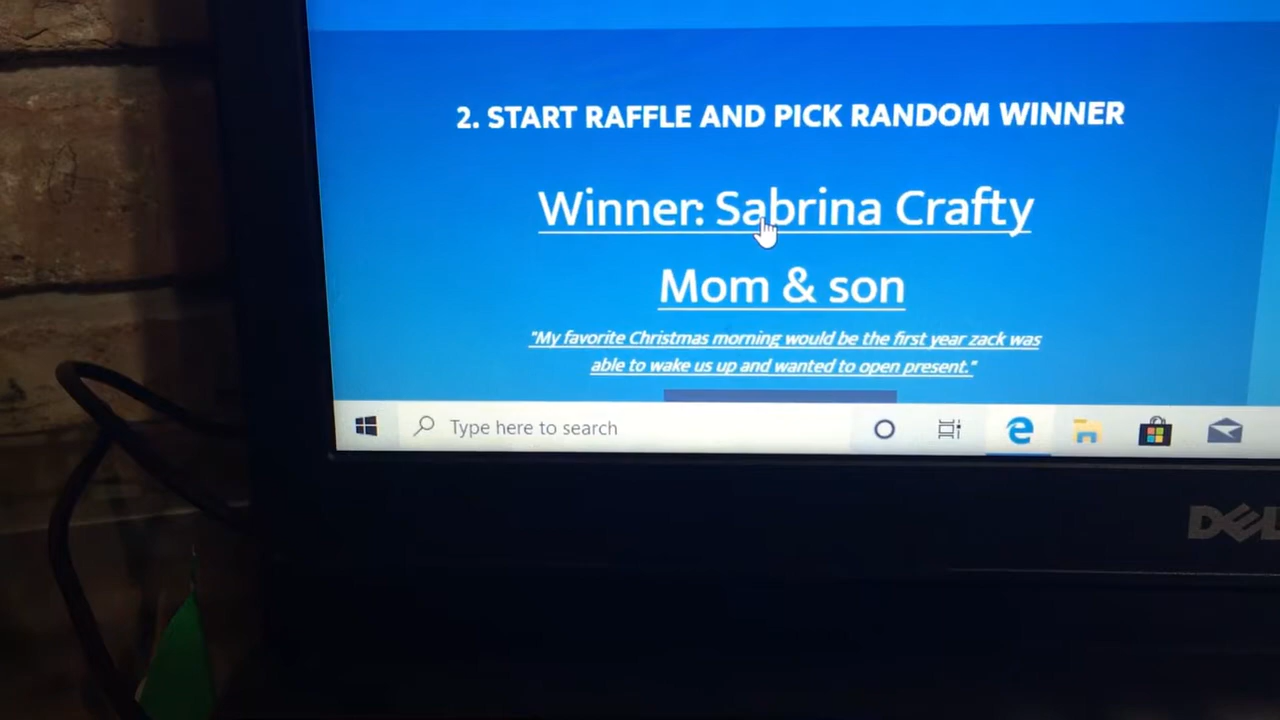 2. START RAFFLE AND PICK RANDOM WINNER
Winner: Sabrina Crafty
Mom & son
"My favorite Christmas morning would be the first year zack was
able to wake us up and wanted to open present."
Type here to search
DELL